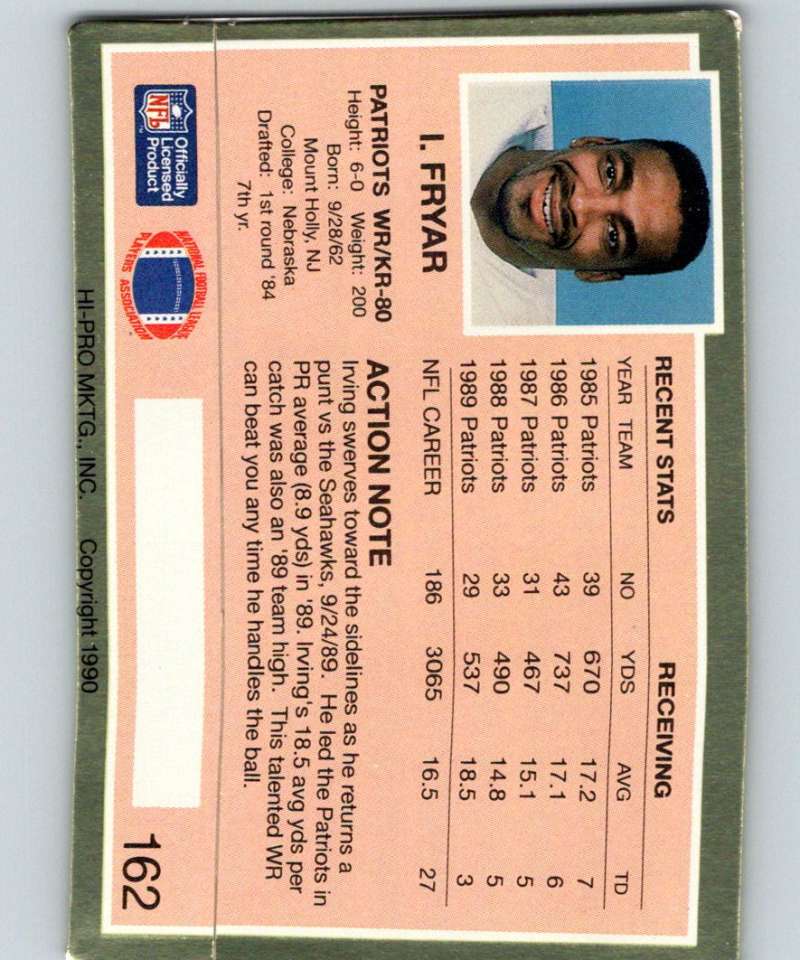 I. FRYAR
PATRIOTS WR/KR-80
Height: 6-0 Weight: 200
Born: 9/28/62
Mount Holly, NJ
College: Nebraska
Drafted: 1st round '84
7th yr.
NFL
Officially
Licensed
Product
NATIONAL FOOTBALL LEAGUE
PLAYERS ASSOCIATION
RECENT STATS RECEIVING
YEAR TEAM NO YDS AVG TD
1985 Patriots 39 670 17.2 7
1986 Patriots 43 737 17.1 6
1987 Patriots 31 467 15.1 5
1988 Patriots 33 490 14.8 5
1989 Patriots 29 537 18.5 3
NFL CAREER 186 3065 16.5 27
ACTION NOTE
Irving swerves toward the sidelines as he returns a
punt vs the Seahawks, 9/24/89. He led the Patriots in
PR average (8.9 yds) in '89. Irving's 18.5 avg yds per
catch was also an '89 team high. This talented WR
can beat you any time he handles the ball.
162
HI-PRO MKTG., INC. Copyright 1990